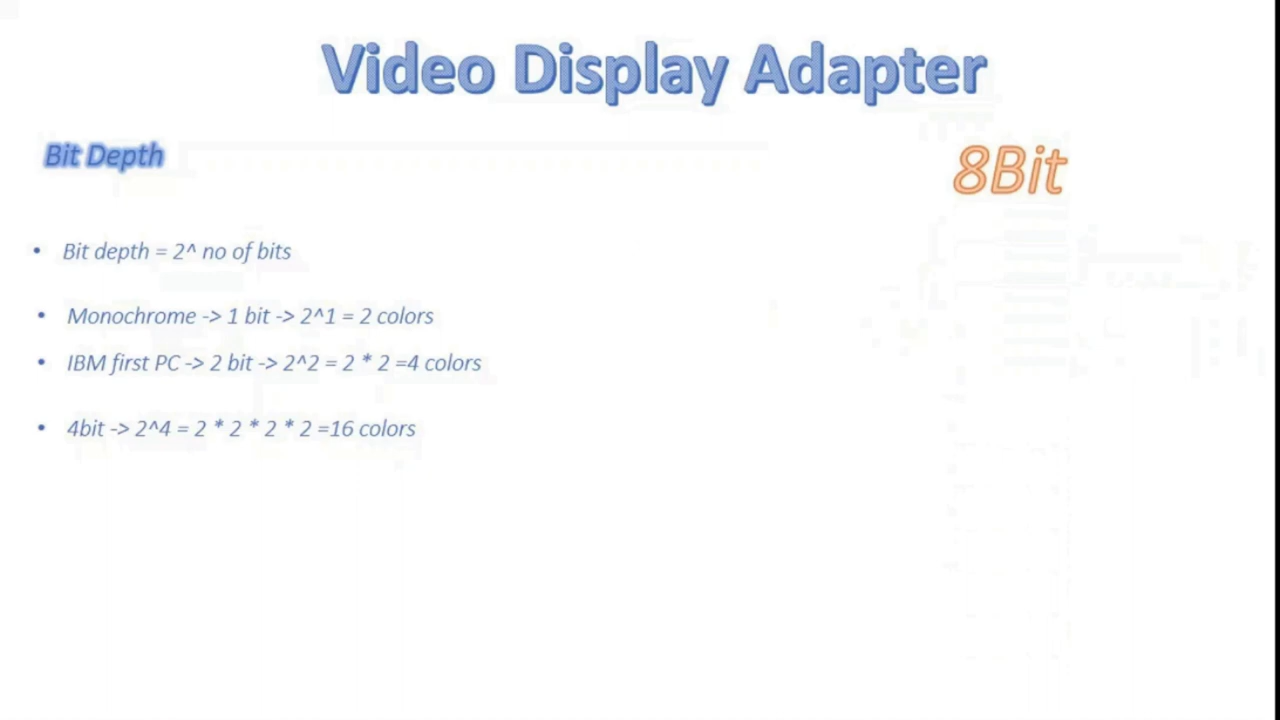 Video Display Adapter
Bit Depth
8Bit
• Bit depth = 2^ no of bits
• Monochrome -> 1 bit -> 2^1 = 2 colors
• IBM first PC -> 2 bit -> 2^2 = 2 * 2 =4 colors
• 4bit -> 2^4 = 2 * 2 * 2 * 2 =16 colors